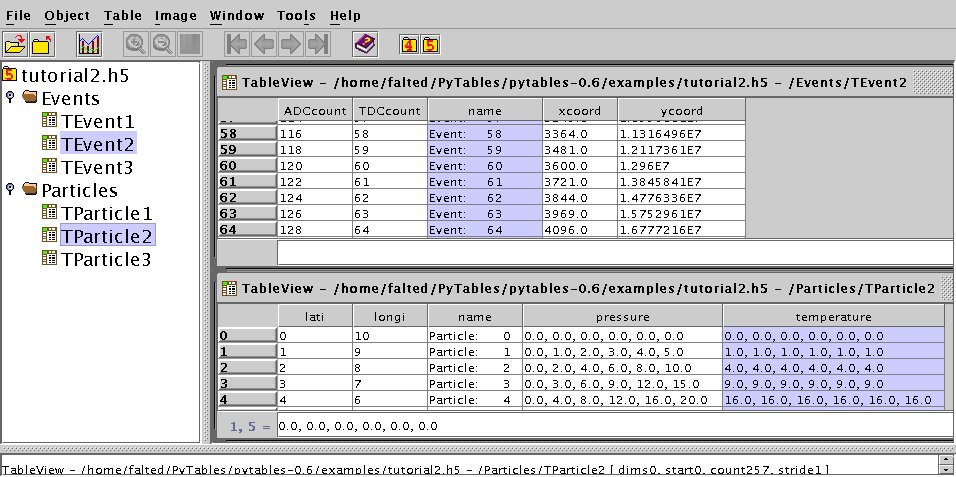 File Object Table Image Window Tools Help
tutorial2.h5
Events
TEvent1
TEvent2
TEvent3
Particles
TParticle1
TParticle2
TParticle3
TableView - /home/falted/PyTables/pytables-0.6/examples/tutorial2.h5 - /Events/TEvent2
ADCcount TDCcount name xcoord ycoord
58 116 58 Event: 58 3364.0 1.1316496E7
59 118 59 Event: 59 3481.0 1.2117361E7
60 120 60 Event: 60 3600.0 1.296E7
61 122 61 Event: 61 3721.0 1.3845841E7
62 124 62 Event: 62 3844.0 1.4776336E7
63 126 63 Event: 63 3969.0 1.5752961E7
64 128 64 Event: 64 4096.0 1.6777216E7
TableView - /home/falted/PyTables/pytables-0.6/examples/tutorial2.h5 - /Particles/TParticle2
lati longi name pressure temperature
0 0 10 Particle: 0 0.0, 0.0, 0.0, 0.0, 0.0, 0.0 0.0, 0.0, 0.0, 0.0, 0.0, 0.0
1 1 9 Particle: 1 0.0, 1.0, 2.0, 3.0, 4.0, 5.0 1.0, 1.0, 1.0, 1.0, 1.0, 1.0
2 2 8 Particle: 2 0.0, 2.0, 4.0, 6.0, 8.0, 10.0 4.0, 4.0, 4.0, 4.0, 4.0, 4.0
3 3 7 Particle: 3 0.0, 3.0, 6.0, 9.0, 12.0, 15.0 9.0, 9.0, 9.0, 9.0, 9.0, 9.0
4 4 6 Particle: 4 0.0, 4.0, 8.0, 12.0, 16.0, 20.0 16.0, 16.0, 16.0, 16.0, 16.0, 16.0
1, 5 = 0.0, 0.0, 0.0, 0.0, 0.0, 0.0
TableView - /home/falted/PyTables/pytables-0.6/examples/tutorial2.h5 - /Particles/TParticle2 [ dims0, start0, count257, stride1 ]